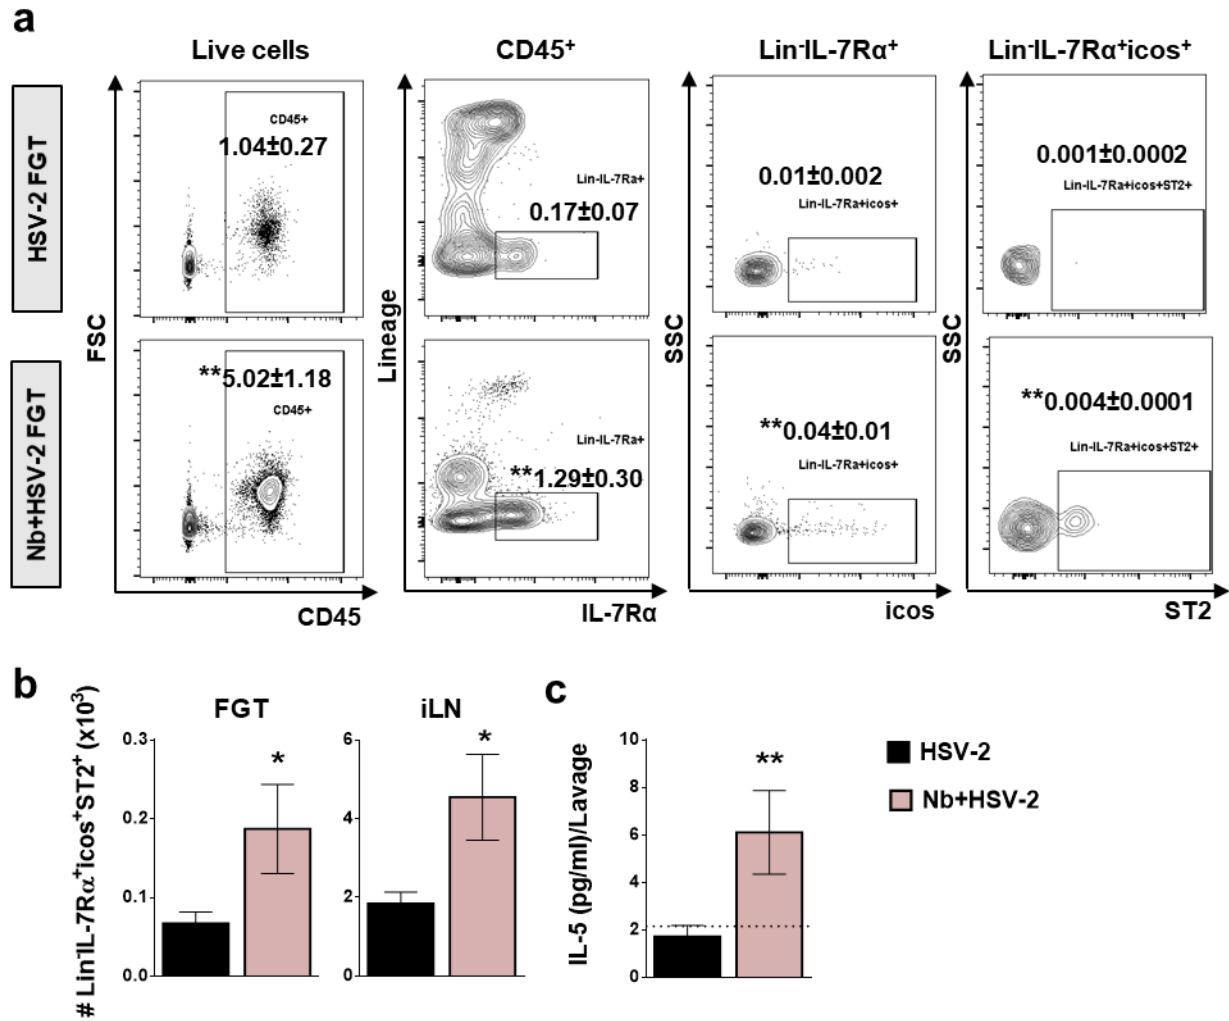 a
Live cells
CD45⁺
Lin⁻IL-7Rα⁺
Lin⁻IL-7Rα⁺icos⁺
HSV-2 FGT
CD45+
1.04±0.27
Lin-IL-7Ra+
0.17±0.07
0.01±0.002
Lin-IL-7Ra+icos+
0.001±0.0002
Lin-IL-7Ra+icos+ST2+
FSC
Lineage
SSC
SSC
Nb+HSV-2 FGT
**5.02±1.18
CD45+
Lin-IL-7Ra+
**1.29±0.30
**0.04±0.01
Lin-IL-7Ra+icos+
**0.004±0.0001
Lin-IL-7Ra+icos+ST2+
CD45
IL-7Rα
icos
ST2
b
# Lin⁻IL-7Rα⁺icos⁺ST2⁺ (x10³)
FGT
0.3
0.2
0.1
0.0
*
iLN
6
4
2
0
*
c
IL-5 (pg/ml)/Lavage
10
8
6
4
2
0
**
HSV-2
Nb+HSV-2